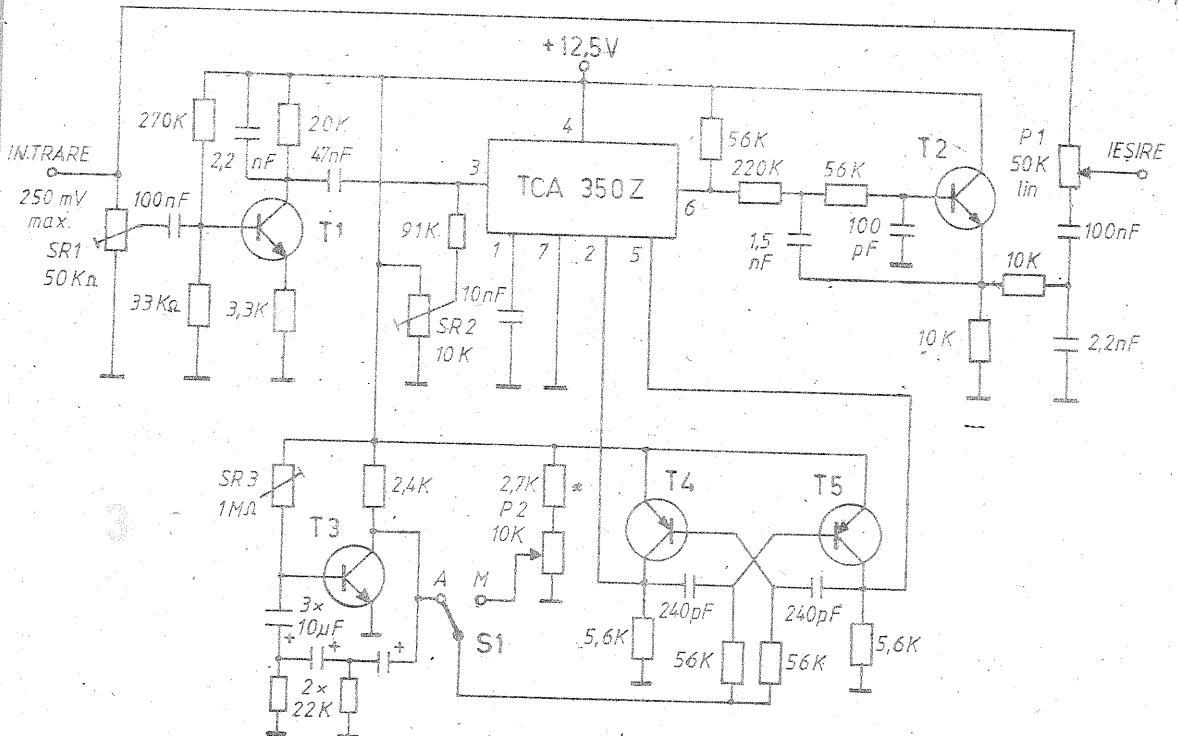 +12,5V
270K
2,2
nF
20K
47nF
3
4
TCA 350Z
6
56K
220K
56K
T2
P1
50K
lin
IEȘIRE
INTRARE
250 mV
max.
SR1
50KΩ
100nF
T1
91K
1
7
2
5
1,5
nF
100
pF
100nF
10K
33KΩ
3,3K
10nF
SR2
10K
10K
2,2nF
SR3
1MΩ
2,4K
2,7K *
P2
10K
T4
T5
3
T3
A
M
S1
3×
10µF
+
+
+
2×
22K
240pF
240pF
5,6K
56K
56K
5,6K